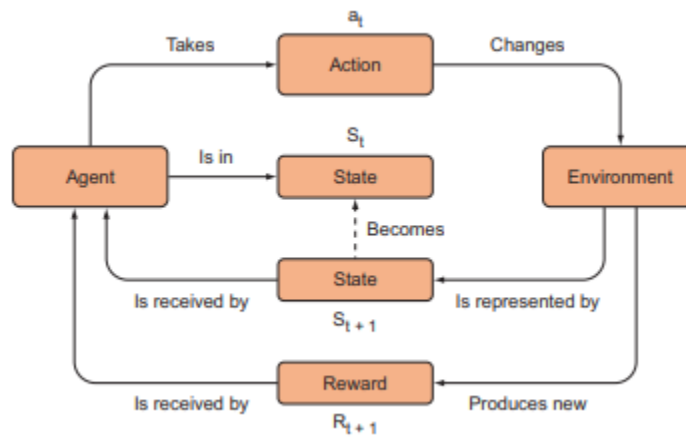 a_t
Takes
Action
Changes
S_t
Is in
Agent
State
Environment
Becomes
State
Is received by
Is represented by
S_{t + 1}
Reward
Is received by
Produces new
R_{t + 1}